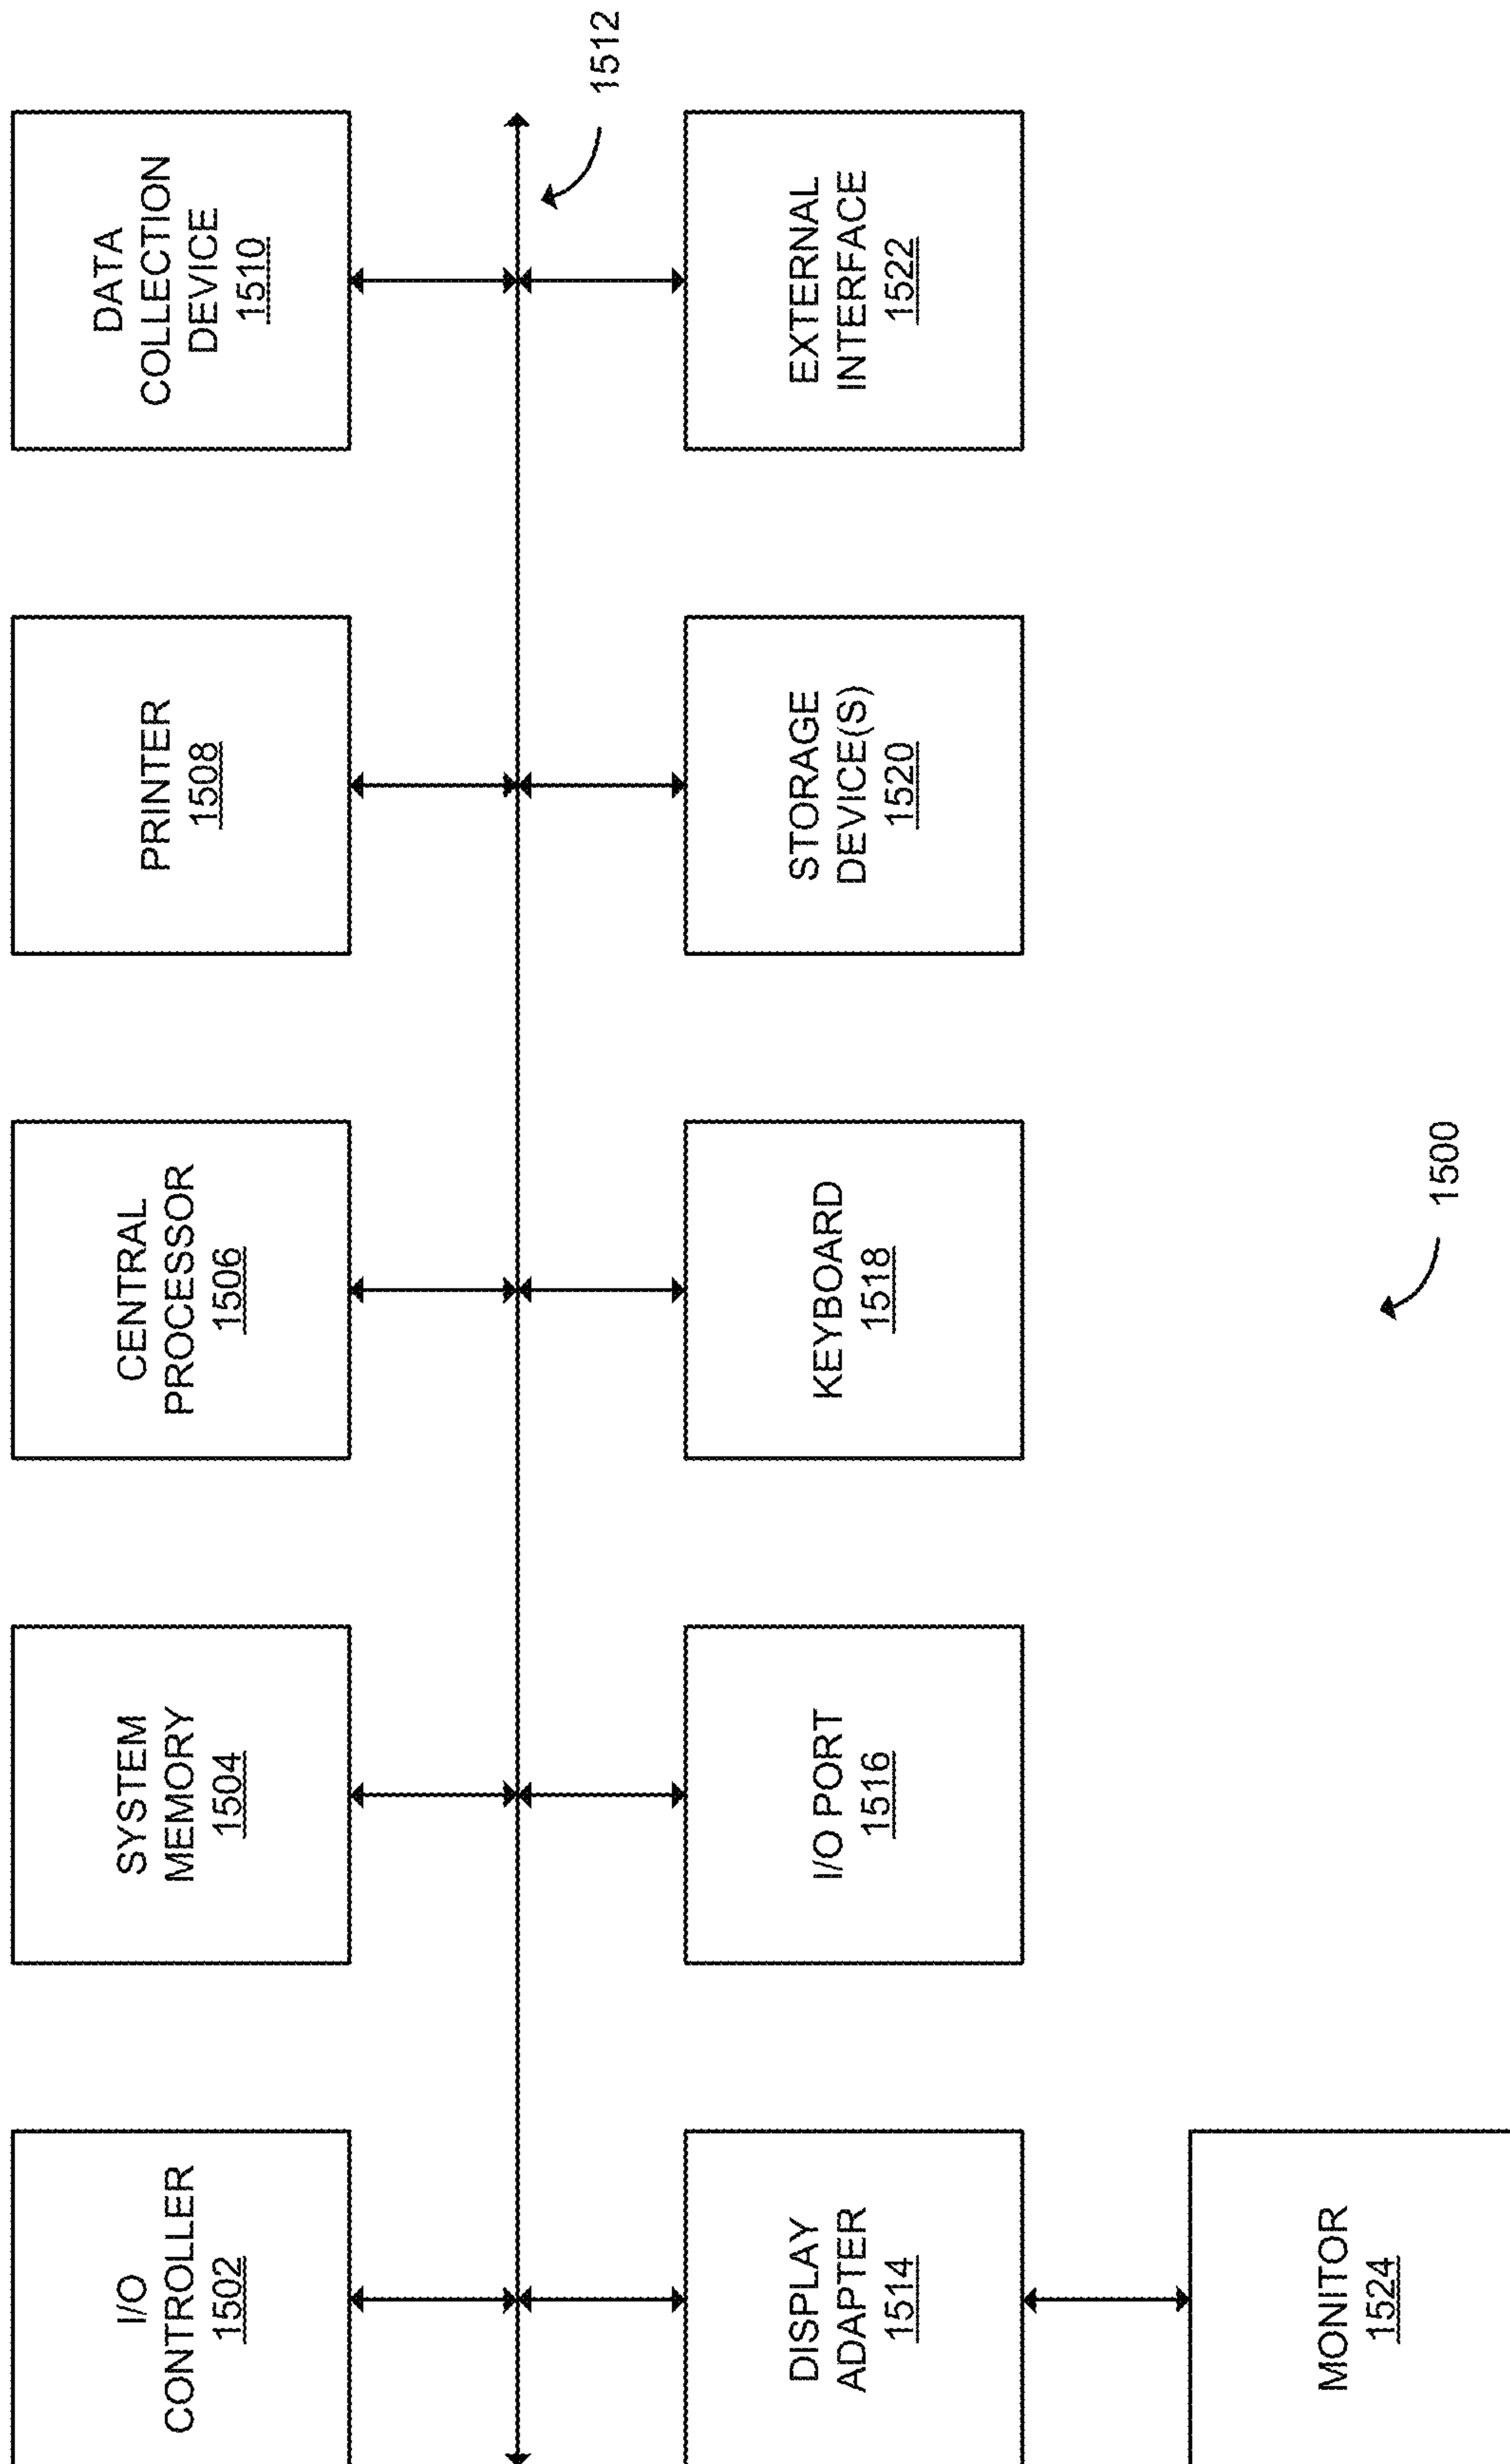 I/O
CONTROLLER
1502
SYSTEM
MEMORY
1504
CENTRAL
PROCESSOR
1506
PRINTER
1508
DATA
COLLECTION
DEVICE
1510
1512
DISPLAY
ADAPTER
1514
I/O PORT
1516
KEYBOARD
1518
STORAGE
DEVICE(S)
1520
EXTERNAL
INTERFACE
1522
MONITOR
1524
1500